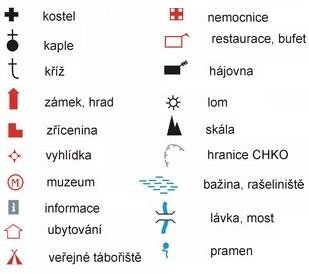 kostel
kaple
kříž
zámek, hrad
zřícenina
vyhlídka
M muzeum
i informace
ubytování
veřejné tábořiště
nemocnice
restaurace, bufet
hájovna
lom
skála
hranice CHKO
bažina, rašeliniště
lávka, most
pramen